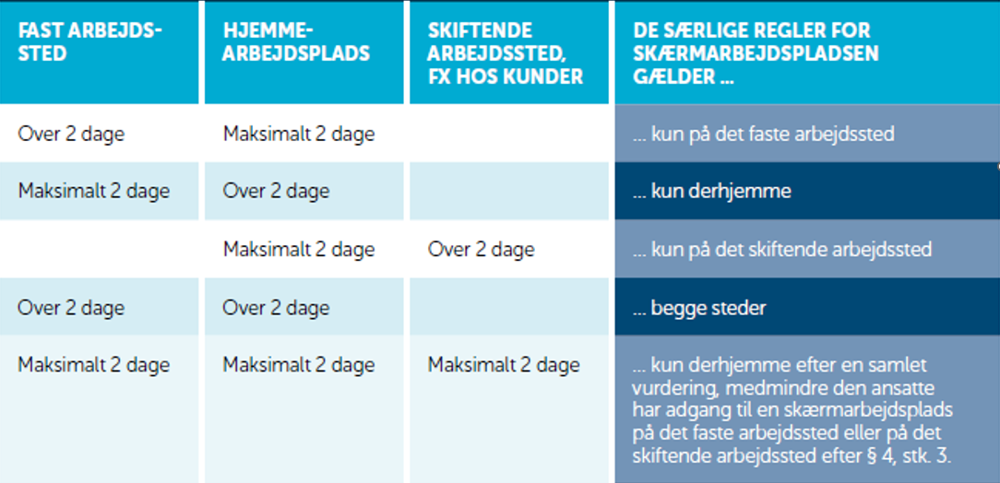 FAST ARBEJDS-
STED
HJEMME-
ARBEJDSPLADS
SKIFTENDE
ARBEJDSSTED,
FX HOS KUNDER
DE SÆRLIGE REGLER FOR
SKÆRMARBEJDSPLADSEN
GÆLDER ...
Over 2 dage
Maksimalt 2 dage
... kun på det faste arbejdssted
Maksimalt 2 dage
Over 2 dage
... kun derhjemme
Maksimalt 2 dage
Over 2 dage
... kun på det skiftende arbejdssted
Over 2 dage
Over 2 dage
... begge steder
Maksimalt 2 dage
Maksimalt 2 dage
Maksimalt 2 dage
... kun derhjemme efter en samlet
vurdering, medmindre den ansatte
har adgang til en skærmarbejdsplads
på det faste arbejdssted eller på det
skiftende arbejdssted efter § 4, stk. 3.